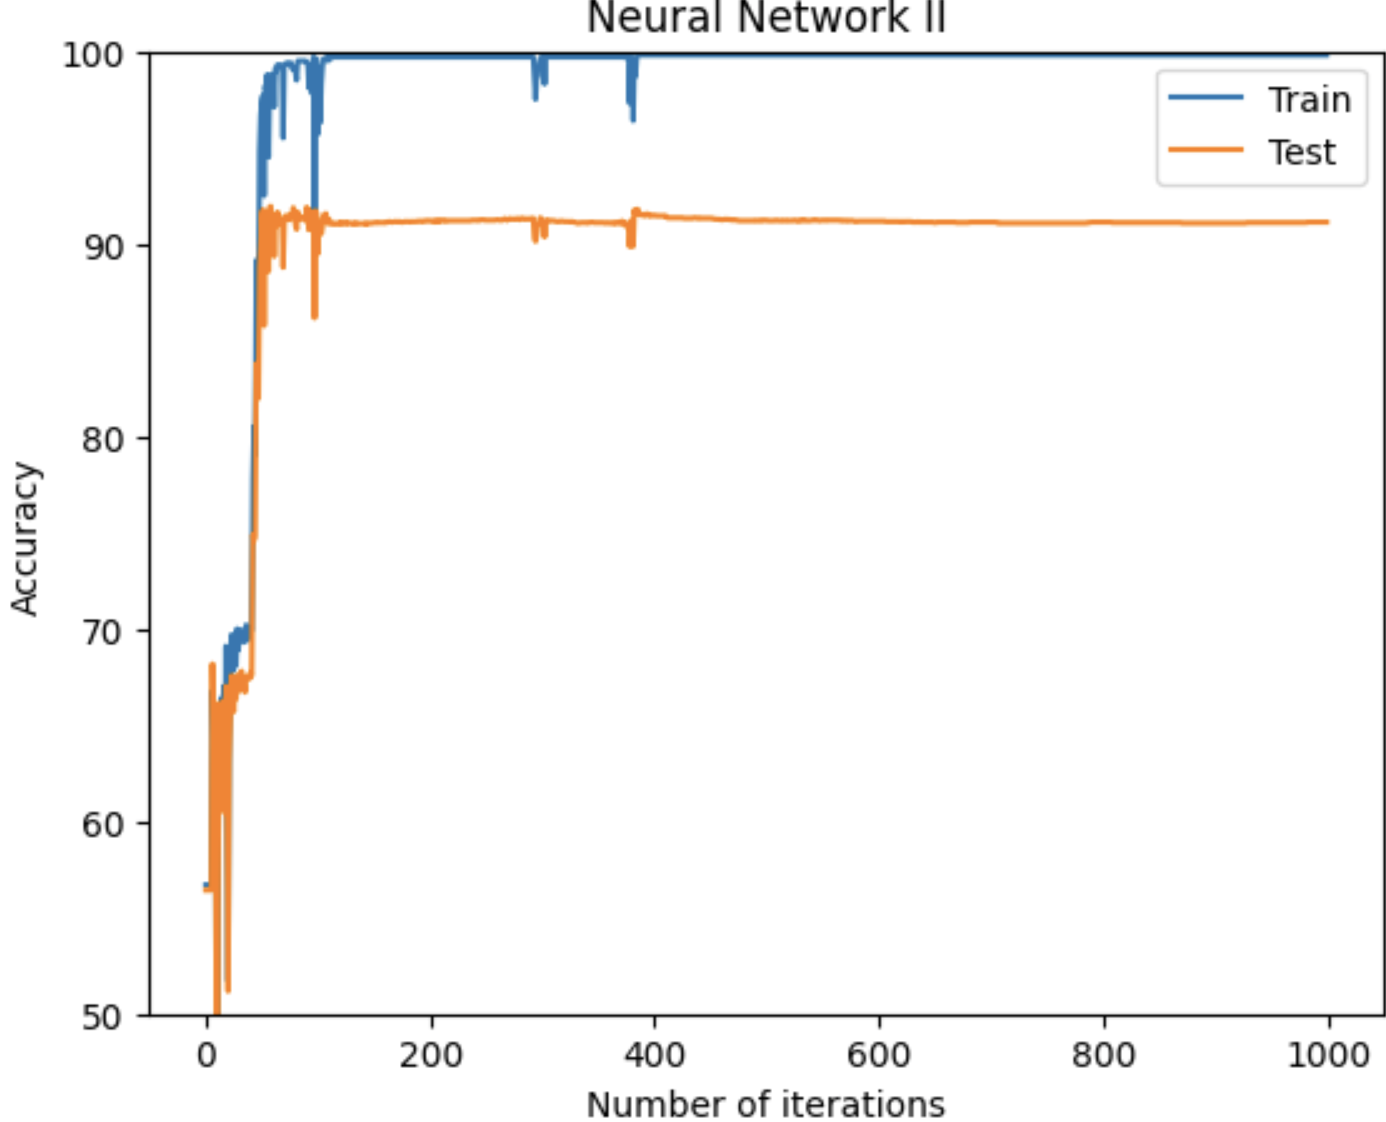 Neural Network II
100
90
80
70
60
50
Accuracy
Train
Test
0 200 400 600 800 1000
Number of iterations